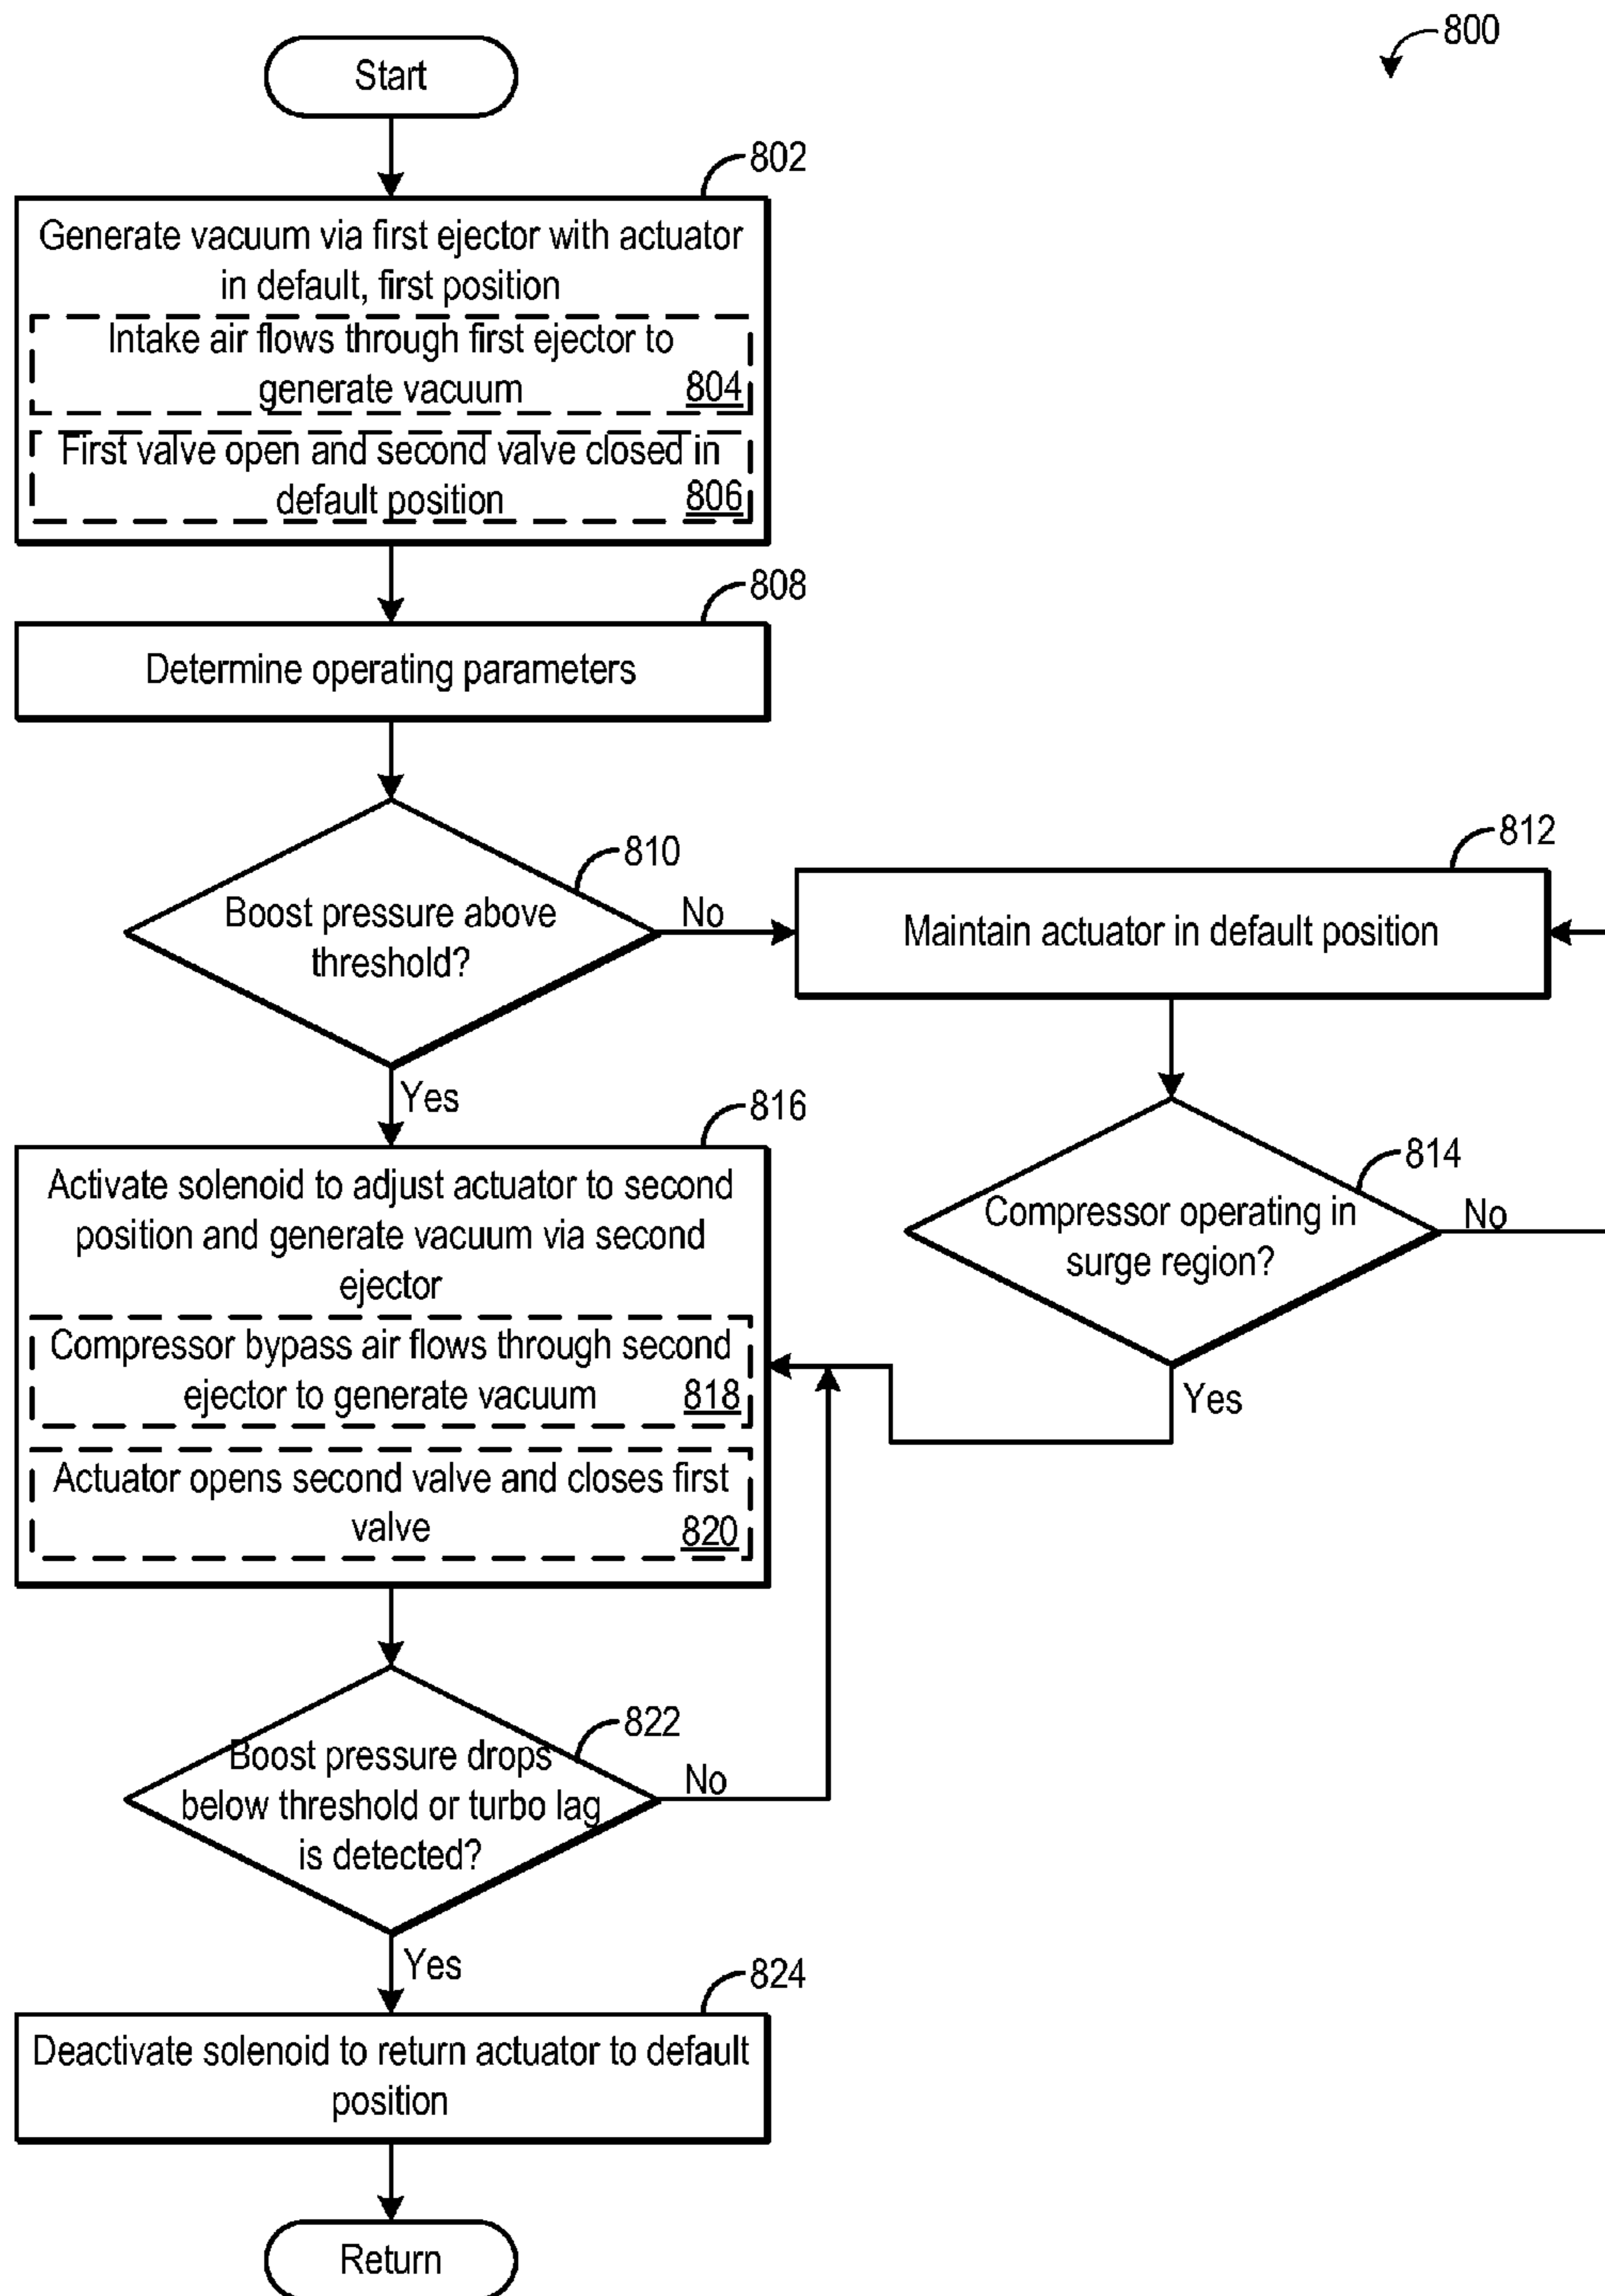 800
Start
802
Generate vacuum via first ejector with actuator
in default, first position
Intake air flows through first ejector to
generate vacuum 804
First valve open and second valve closed in
default position 806
808
Determine operating parameters
810
Boost pressure above
threshold?
No
Yes
812
Maintain actuator in default position
814
Compressor operating in
surge region?
No
Yes
816
Activate solenoid to adjust actuator to second
position and generate vacuum via second
ejector
Compressor bypass air flows through second
ejector to generate vacuum 818
Actuator opens second valve and closes first
valve 820
822
Boost pressure drops
below threshold or turbo lag
is detected?
No
Yes
824
Deactivate solenoid to return actuator to default
position
Return